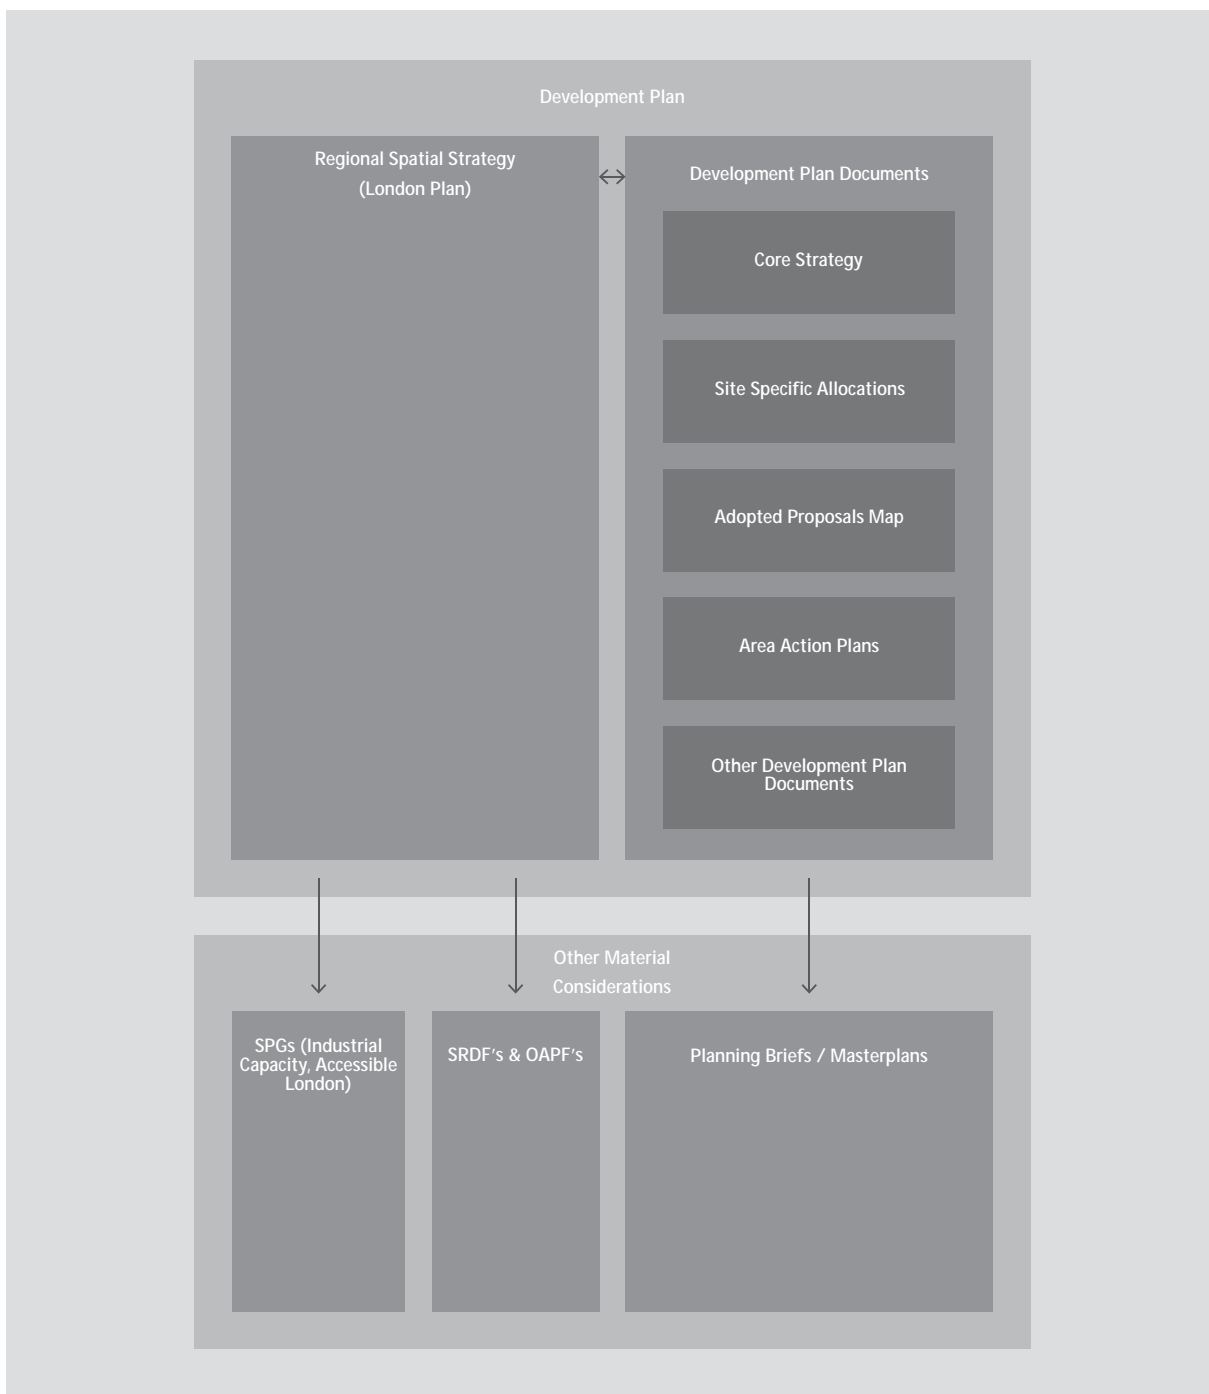 Development Plan
Regional Spatial Strategy
(London Plan)
Development Plan Documents
Core Strategy
Site Specific Allocations
Adopted Proposals Map
Area Action Plans
Other Development Plan
Documents
Other Material
Considerations
SPGs (Industrial
Capacity, Accessible
London)
SRDF's & OAPF's
Planning Briefs / Masterplans